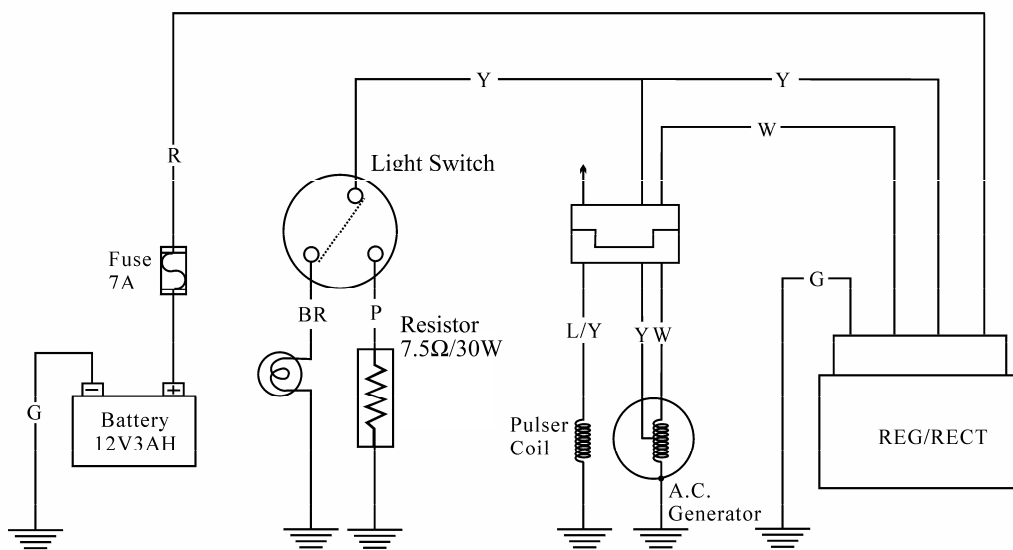 Y
Y
W
R
Light Switch
Fuse
7A
G
BR
P
L/Y
Y
W
Resistor
7.5Ω/30W
G
Battery
12V3AH
Pulser
Coil
REG/RECT
A.C.
Generator